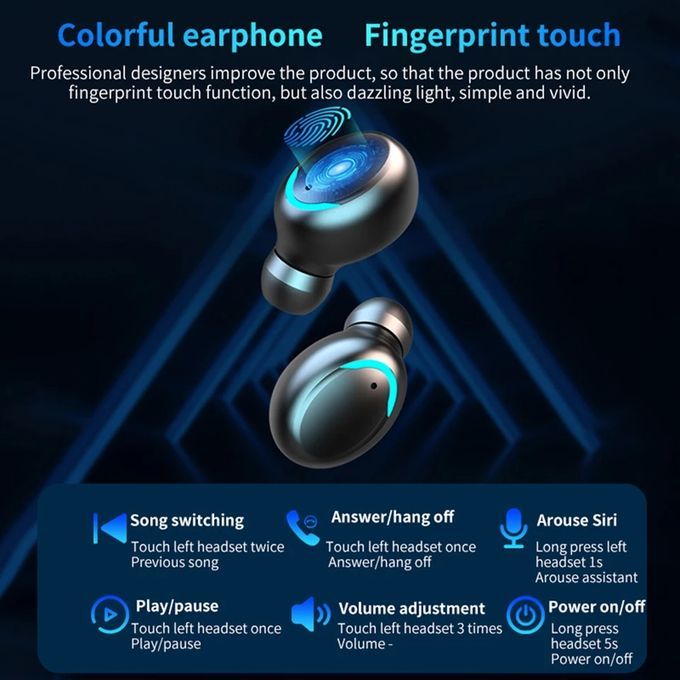 Colorful earphone Fingerprint touch
Professional designers improve the product, so that the product has not only
fingerprint touch function, but also dazzling light, simple and vivid.
Song switching
Touch left headset twice
Previous song
Answer/hang off
Touch left headset once
Answer/hang off
Arouse Siri
Long press left
headset 1s
Arouse assistant
Play/pause
Touch left headset once
Play/pause
Volume adjustment
Touch left headset 3 times
Volume -
Power on/off
Long press
headset 5s
Power on/off